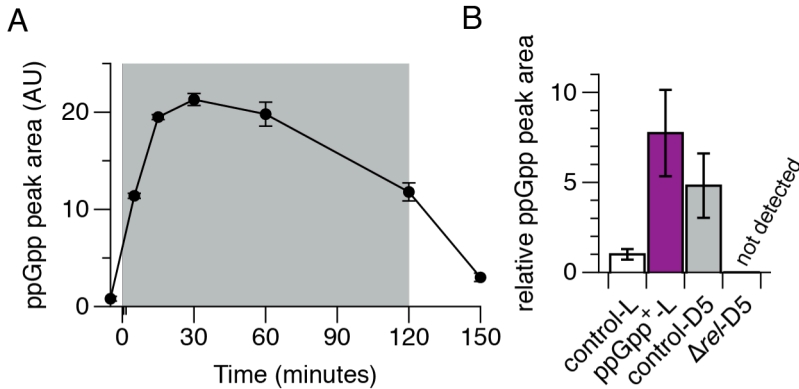 A
ppGpp peak area (AU)
20
10
0
0
30
60
90
120
150
Time (minutes)
B
relative ppGpp peak area
10
5
0
not detected
control-L
ppGpp⁺-L
control-D5
Δrel-D5